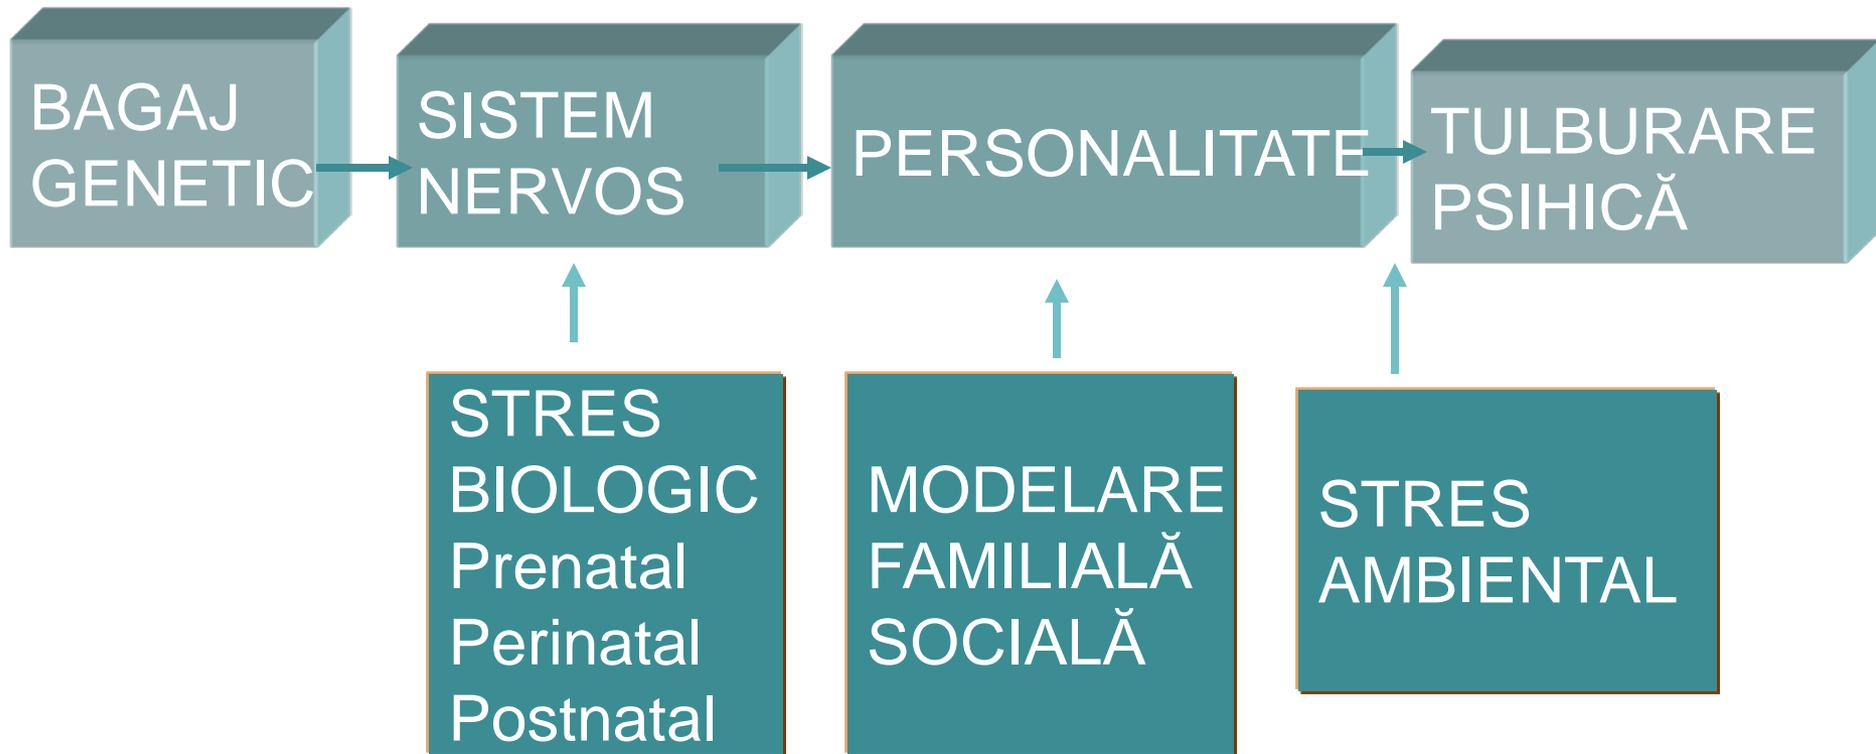 BAGAJ
GENETIC
SISTEM
NERVOS
PERSONALITATE
TULBURARE
PSIHICĂ
STRES
BIOLOGIC
Prenatal
Perinatal
Postnatal
MODELARE
FAMILIALĂ
SOCIALĂ
STRES
AMBIENTAL